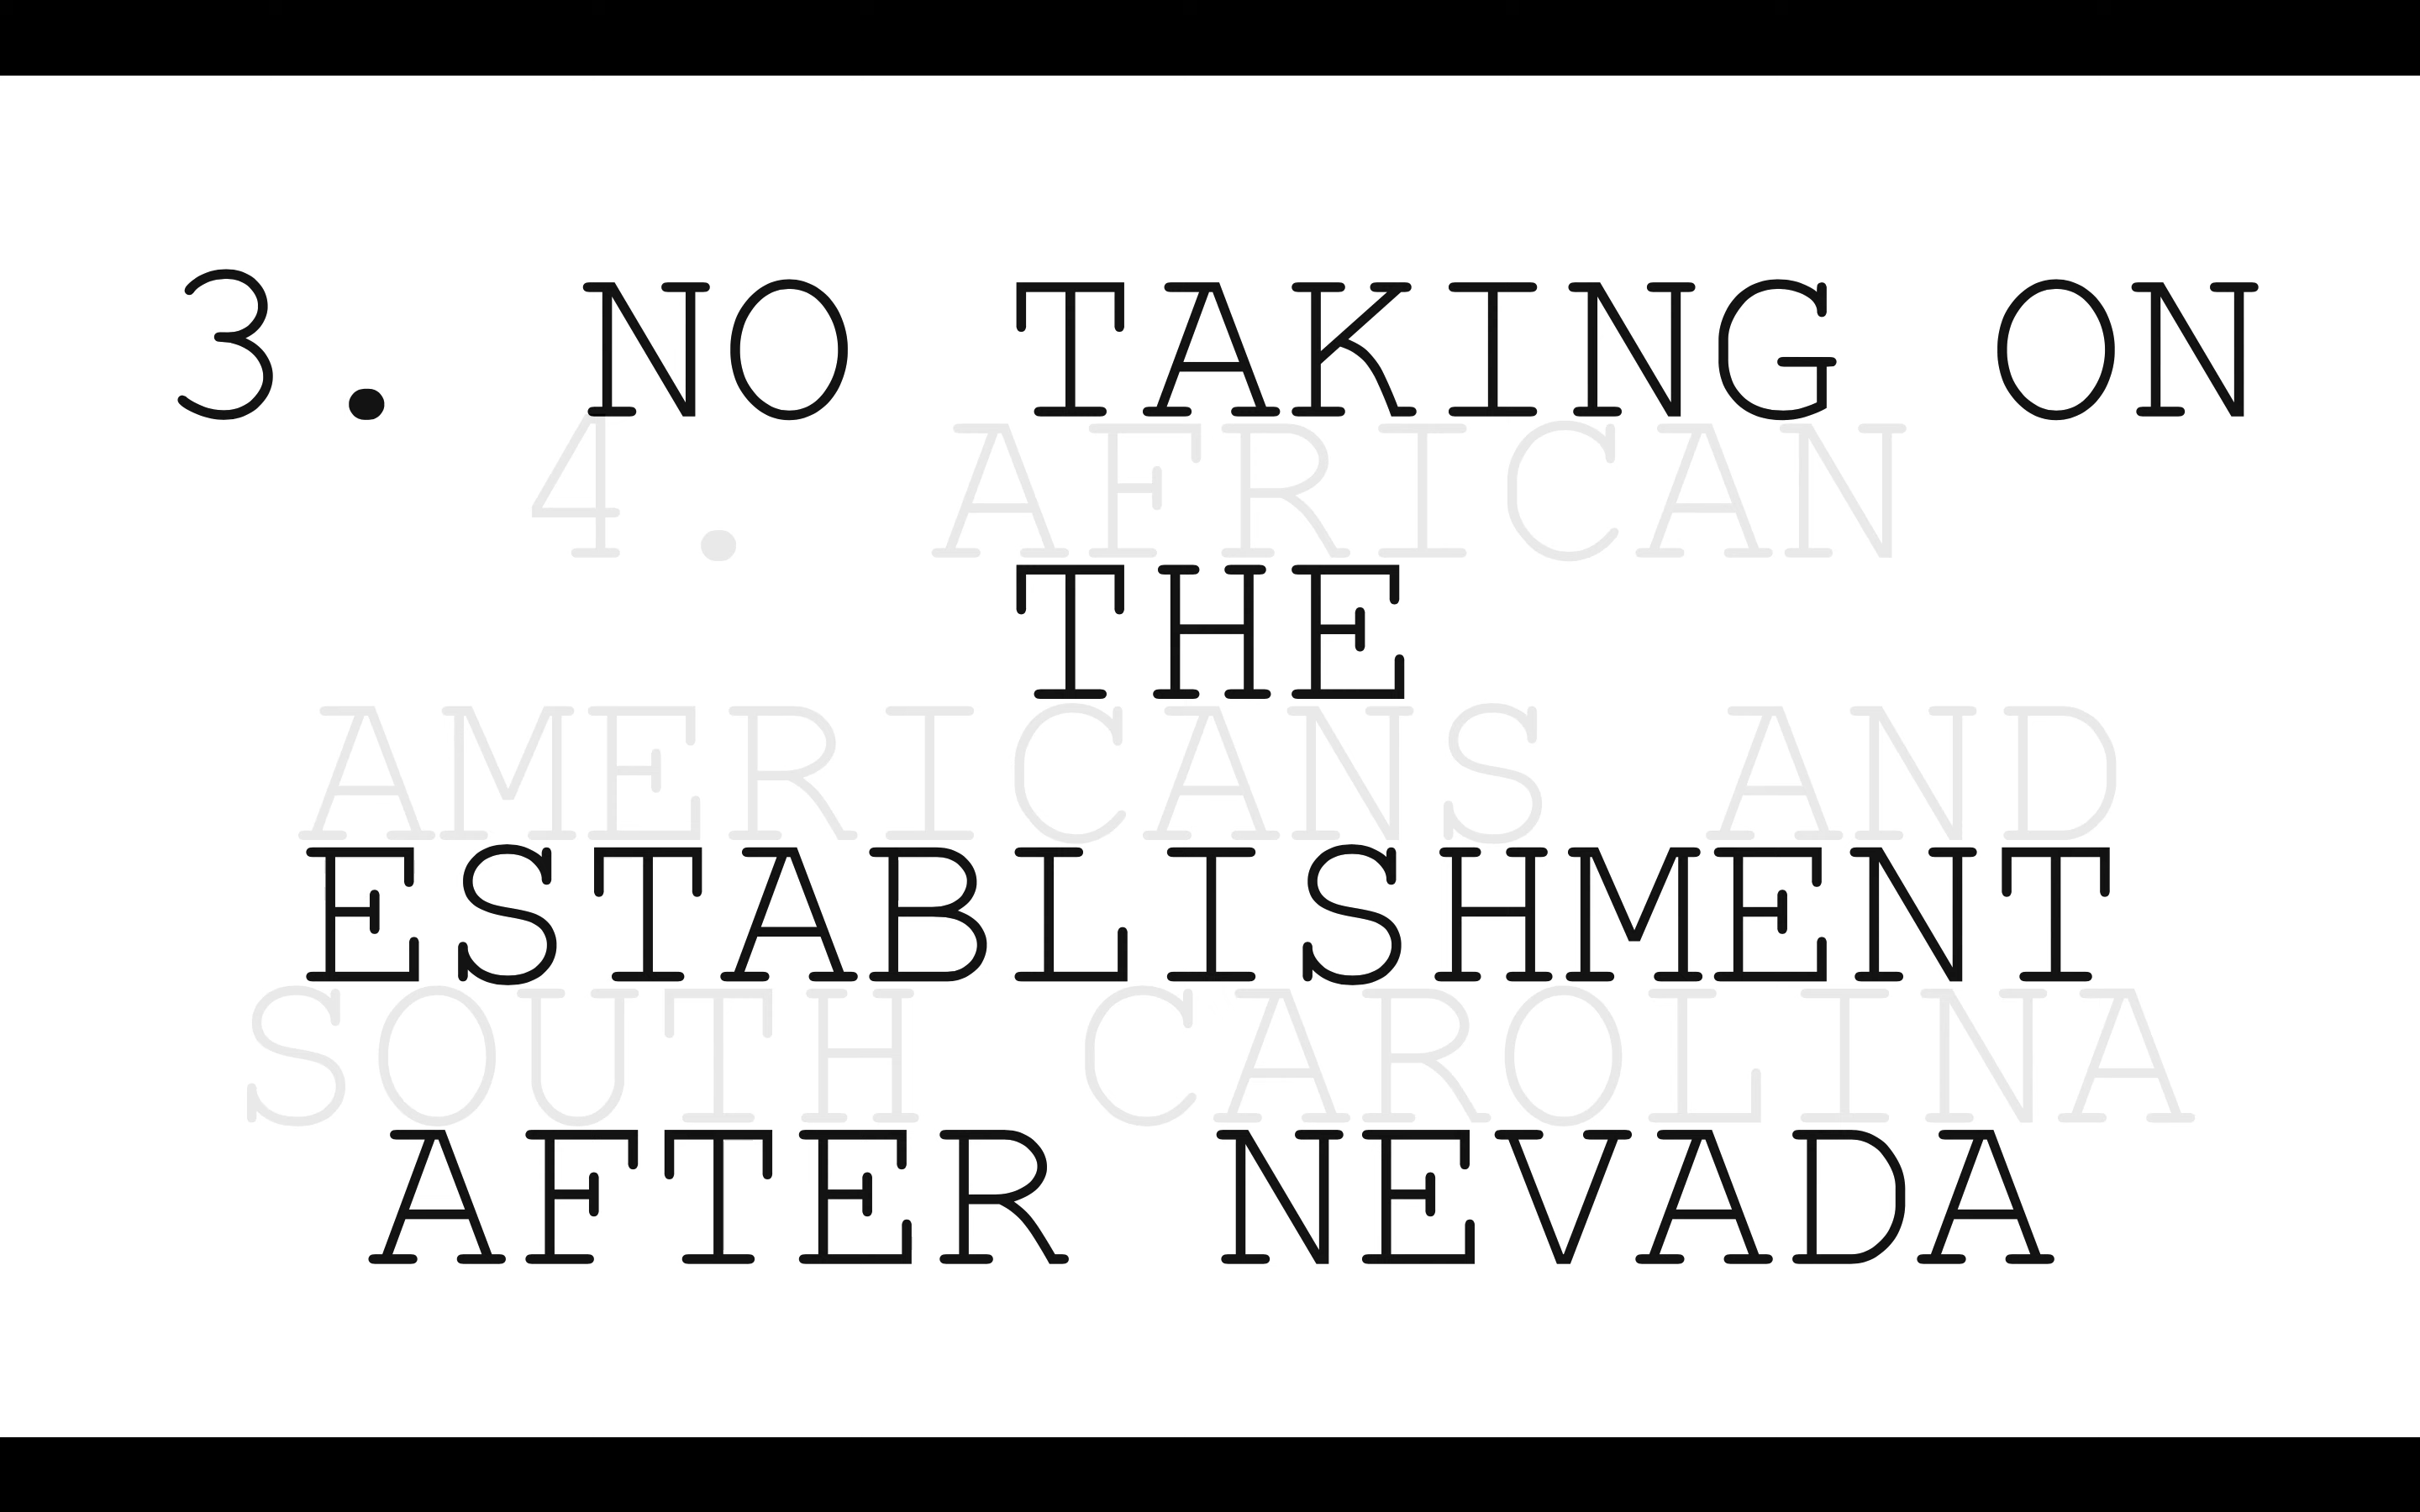 3. NO TAKING ON
4. AFRICAN
THE
AMERICANS AND
ESTABLISHMENT
SOUTH CAROLINA
AFTER NEVADA